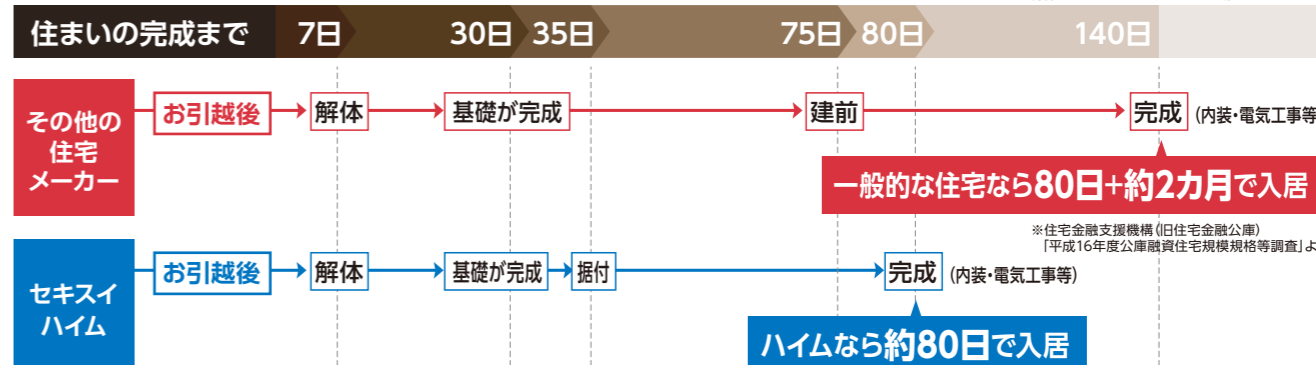 住まいの完成まで 7日 30日 35日 75日 80日 140日
その他の
住宅
メーカー
お引越後 解体 基礎が完成 建前 完成 (内装・電気工事等
一般的な住宅なら80日+約2カ月で入居
※住宅金融支援機構(旧住宅金融公庫)
「平成16年度公庫融資住宅規模規格等調査」よ
セキスイ
ハイム
お引越後 解体 基礎が完成 据付 完成 (内装・電気工事等)
ハイムなら約80日で入居